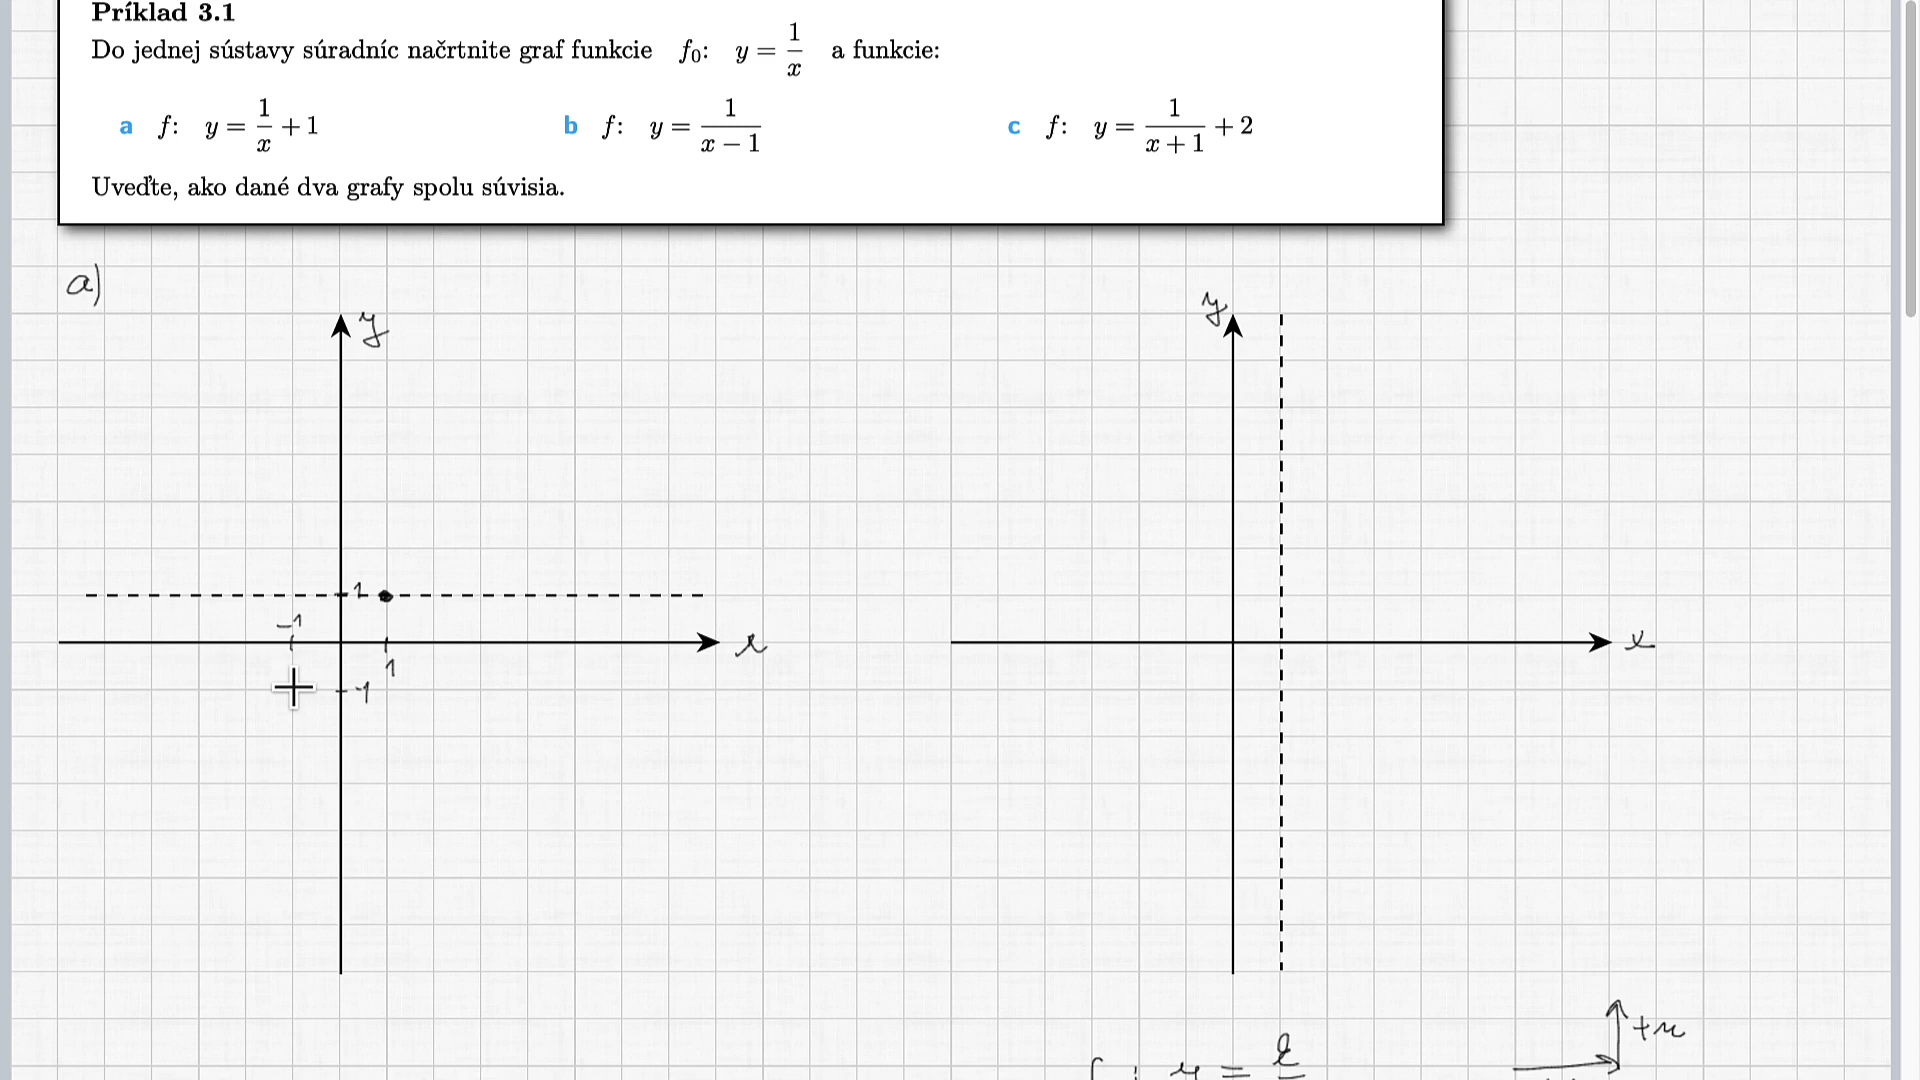 Príklad 3.1
Do jednej sústavy súradníc načrtnite graf funkcie f₀: y = 1/x a funkcie:
a f: y = 1/x + 1 b f: y = 1/(x − 1) c f: y = 1/(x + 1) + 2
Uveďte, ako dané dva grafy spolu súvisia.
a)
y
1
-1
1
-1
x
y
x
+n